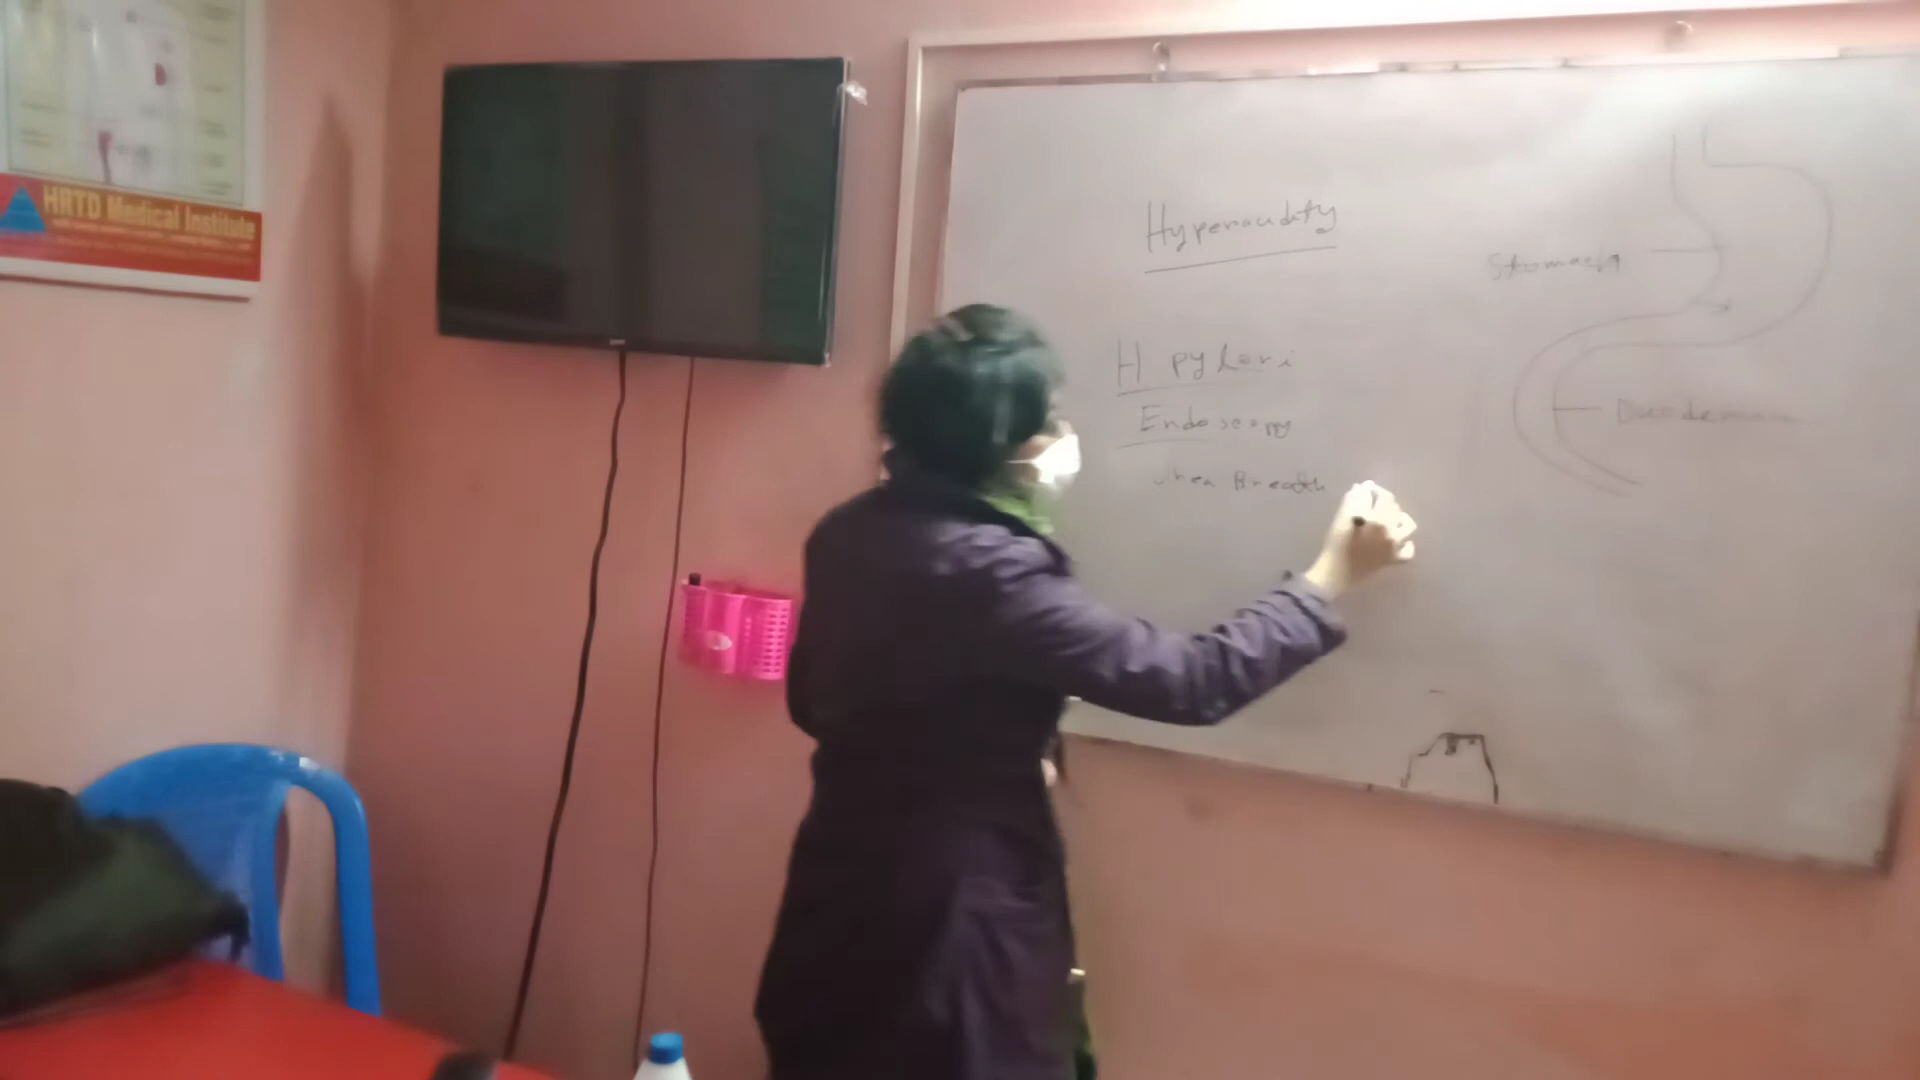 HRTD Medical Institute
Hyperacidity
Stomach
H pylori
Endoscopy
Duodenum
Urea Breath